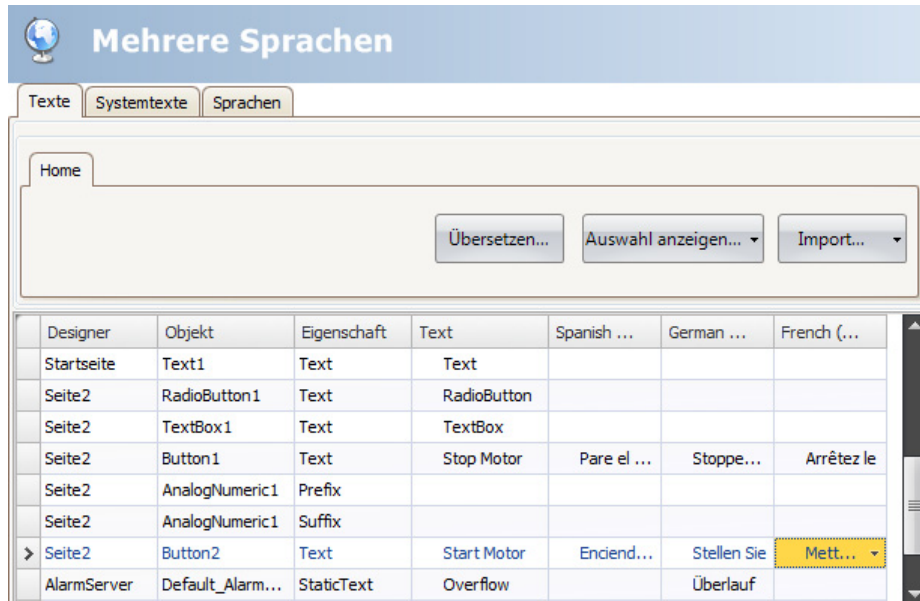 Mehrere Sprachen
Texte Systemtexte Sprachen
Home
Übersetzen... Auswahl anzeigen... Import...
Designer Objekt Eigenschaft Text Spanish ... German ... French (...
Startseite Text1 Text Text
Seite2 RadioButton1 Text RadioButton
Seite2 TextBox1 Text TextBox
Seite2 Button1 Text Stop Motor Pare el ... Stoppe... Arrêtez le
Seite2 AnalogNumeric1 Prefix
Seite2 AnalogNumeric1 Suffix
Seite2 Button2 Text Start Motor Enciend... Stellen Sie Mett...
AlarmServer Default_Alarm... StaticText Overflow Überlauf